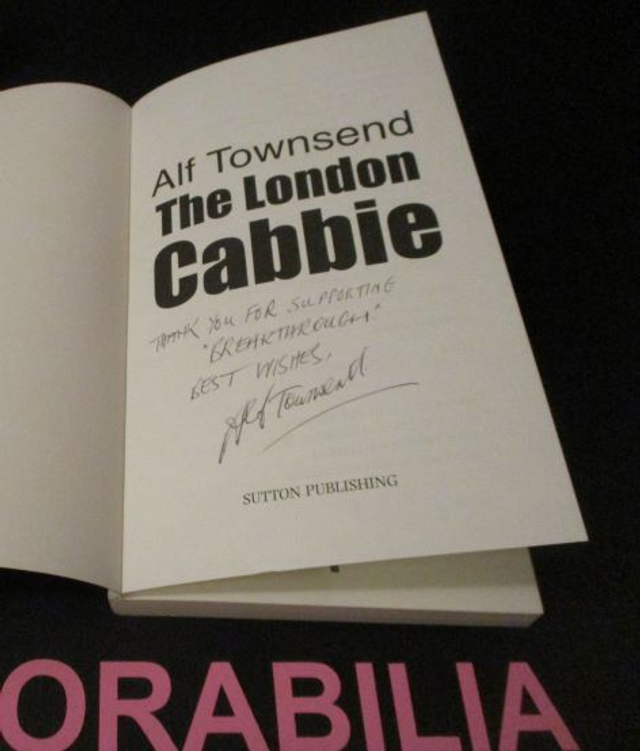 Alf Townsend
The London
Cabbie
THANK YOU FOR SUPPORTING
"BREAKTHROUGH"
BEST WISHES,
Alf Townsend
SUTTON PUBLISHING
ORABILIA